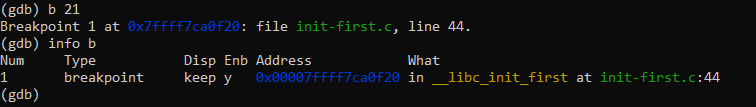 (gdb) b 21
Breakpoint 1 at 0x7ffff7ca0f20: file init-first.c, line 44.
(gdb) info b
Num     Type           Disp Enb Address            What
1       breakpoint     keep y   0x00007ffff7ca0f20 in __libc_init_first at init-first.c:44
(gdb)